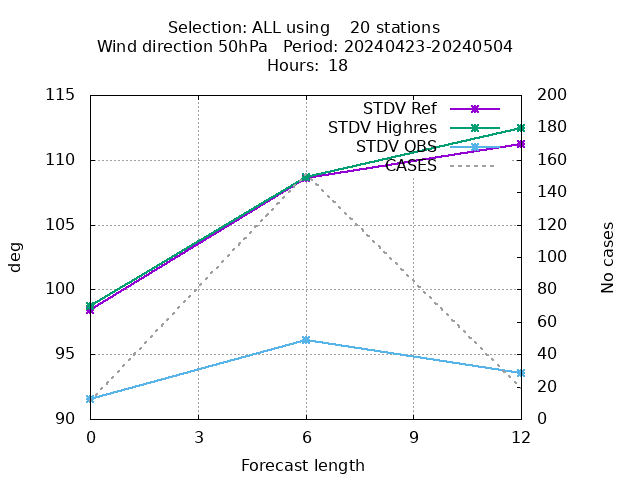 Selection: ALL using    20 stations
Wind direction 50hPa   Period: 20240423-20240504
Hours:  18
115
110
105
100
95
90
deg
200
180
160
140
120
100
80
60
40
20
0
No cases
STDV Ref
STDV Highres
STDV OBS
CASES
0
3
6
9
12
Forecast length